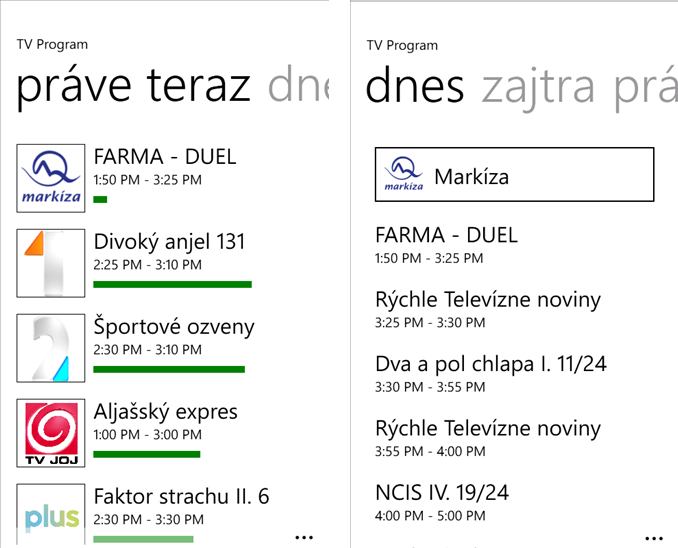 TV Program
práve teraz dne
markíza
FARMA - DUEL
1:50 PM - 3:25 PM
1
Divoký anjel 131
2:25 PM - 3:10 PM
2
Športové ozveny
2:30 PM - 3:10 PM
TV JOJ
Aljašský expres
1:00 PM - 3:00 PM
plus
Faktor strachu II. 6
2:30 PM - 3:30 PM
...
TV Program
dnes zajtra prá
markíza
Markíza
FARMA - DUEL
1:50 PM - 3:25 PM
Rýchle Televízne noviny
3:25 PM - 3:30 PM
Dva a pol chlapa I. 11/24
3:30 PM - 3:55 PM
Rýchle Televízne noviny
3:55 PM - 4:00 PM
NCIS IV. 19/24
4:00 PM - 5:00 PM
...